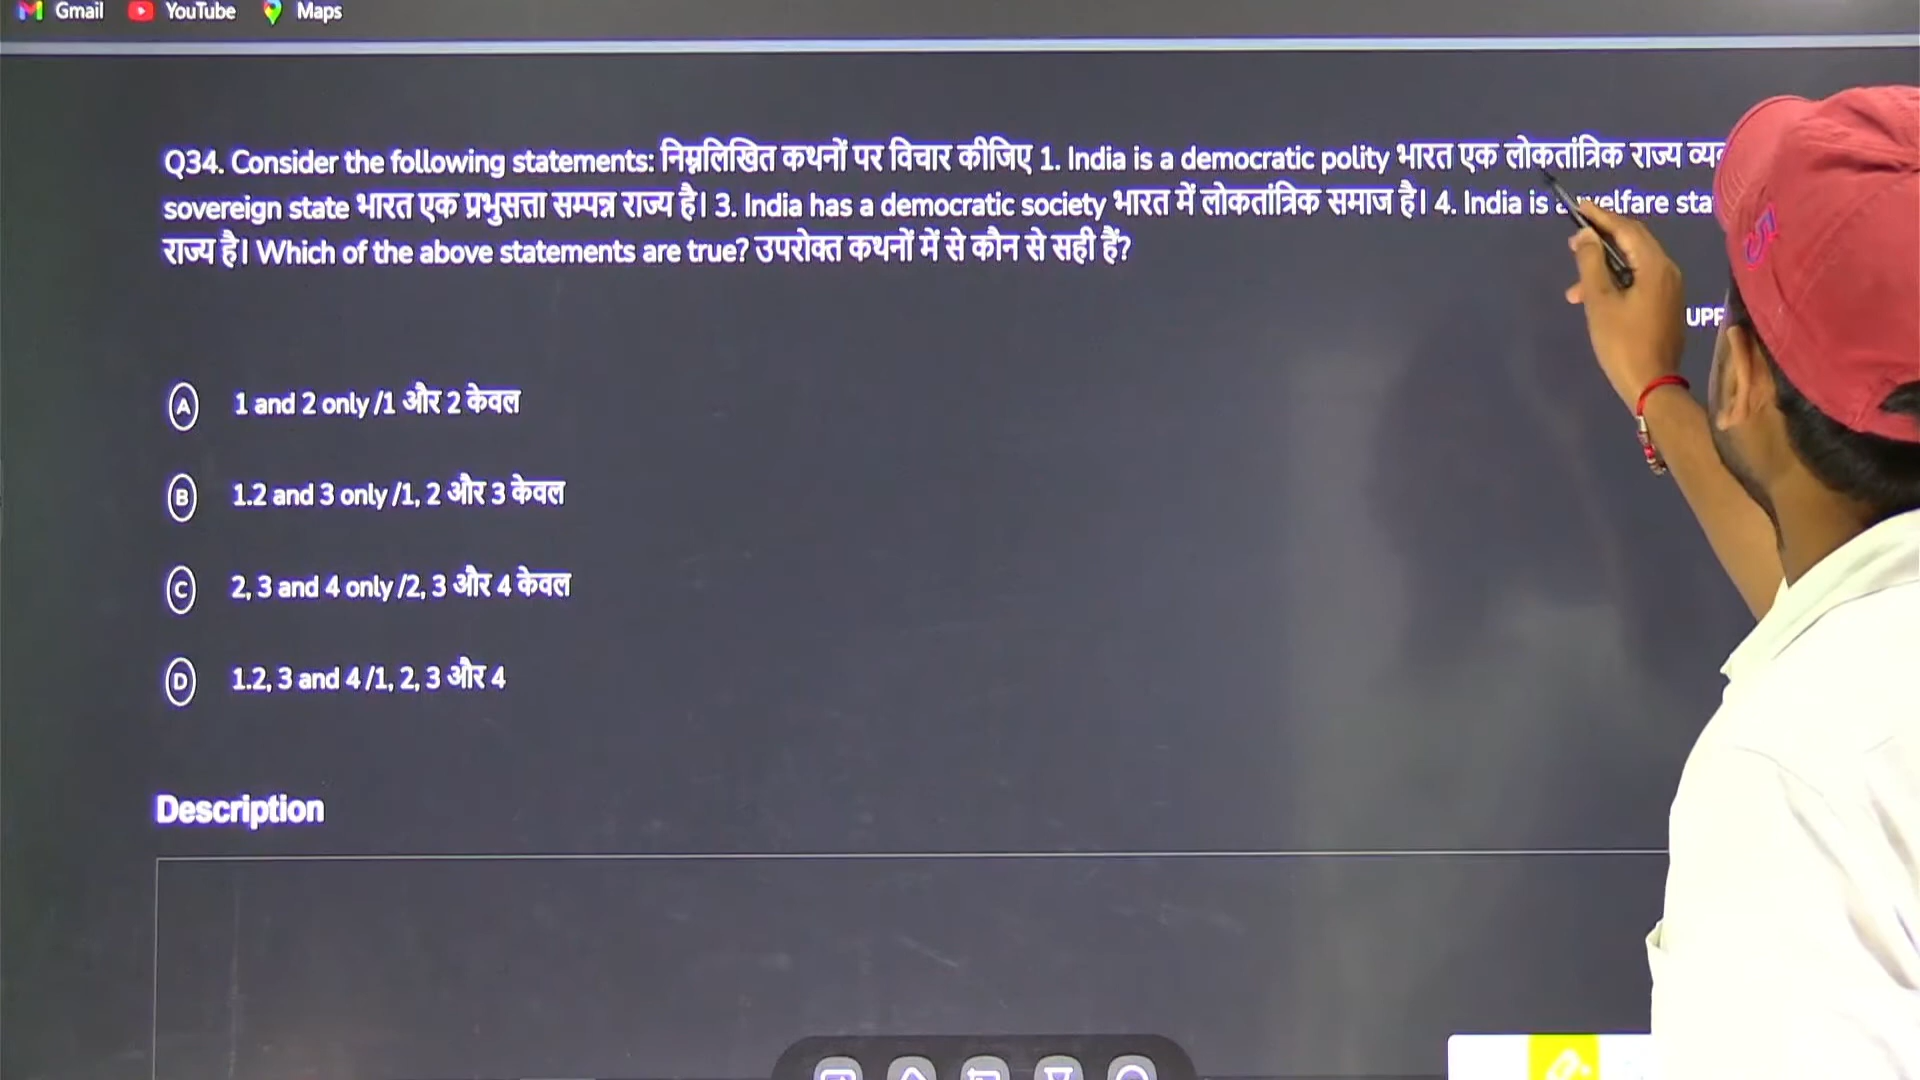 Gmail YouTube Maps
Q34. Consider the following statements: निम्नलिखित कथनों पर विचार कीजिए 1. India is a democratic polity भारत एक लोकतांत्रिक राज्य
sovereign state भारत एक प्रभुसत्ता सम्पन्न राज्य है। 3. India has a democratic society भारत में लोकतांत्रिक समाज है। 4. India is a welfare
राज्य है। Which of the above statements are true? उपरोक्त कथनों में से कौन से सही हैं?
A 1 and 2 only /1 और 2 केवल
B 1.2 and 3 only /1, 2 और 3 केवल
C 2, 3 and 4 only /2, 3 और 4 केवल
D 1.2, 3 and 4 /1, 2, 3 और 4
Description